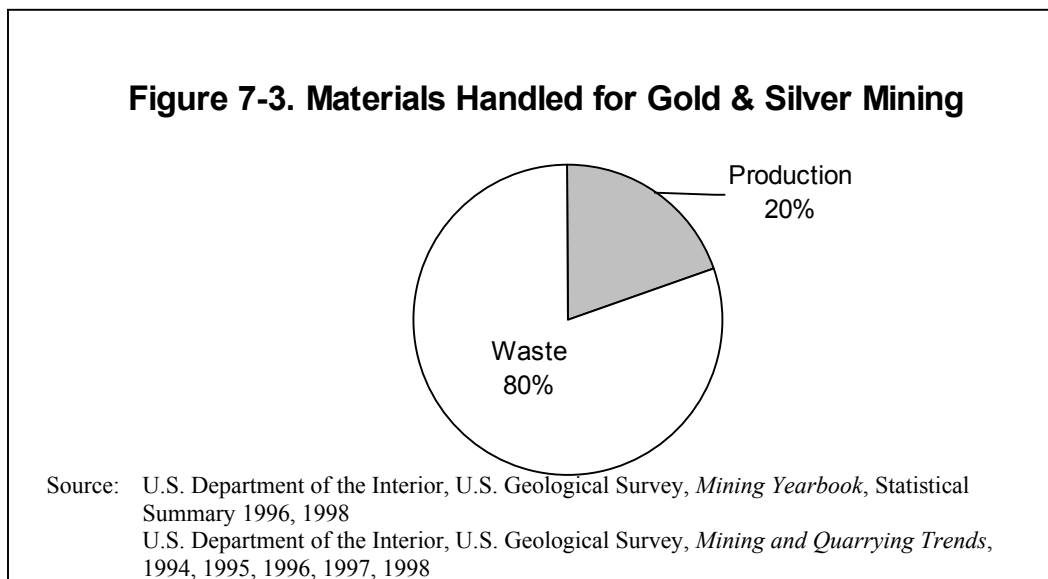 Figure 7-3. Materials Handled for Gold & Silver Mining
Production
20%
Waste
80%
Source: U.S. Department of the Interior, U.S. Geological Survey, Mining Yearbook, Statistical
Summary 1996, 1998
U.S. Department of the Interior, U.S. Geological Survey, Mining and Quarrying Trends,
1994, 1995, 1996, 1997, 1998